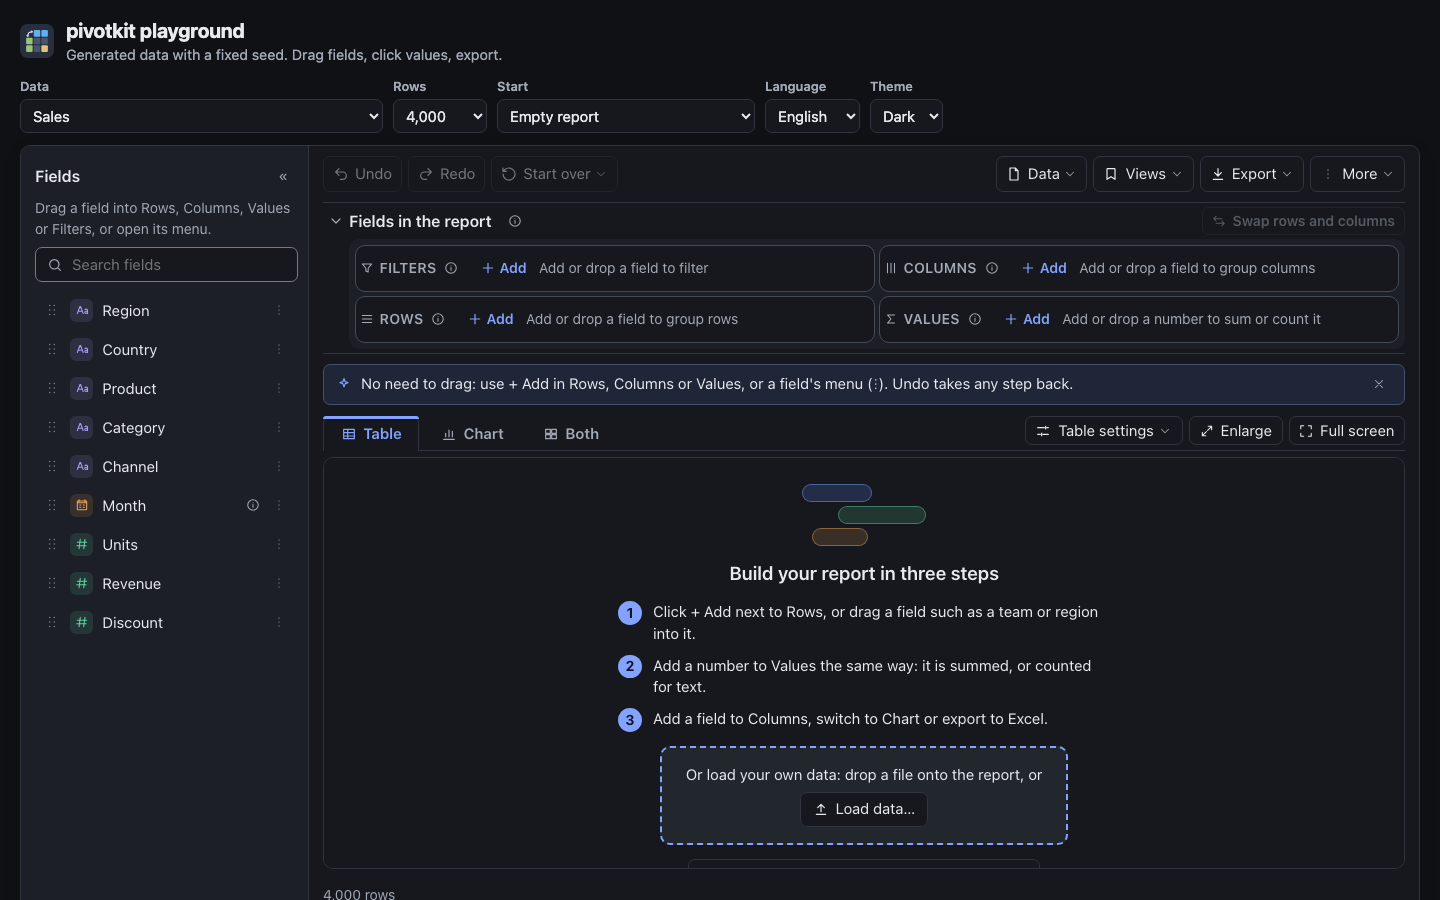 pivotkit playground
Generated data with a fixed seed. Drag fields, click values, export.
Data
Rows
Start
Language
Theme
Sales
4,000
Empty report
English
Dark
Fields
«
Drag a field into Rows, Columns, Values
or Filters, or open its menu.
Search fields
Aa Region
Aa Country
Aa Product
Aa Category
Aa Channel
Month
# Units
# Revenue
# Discount
Undo
Redo
Start over
Data
Views
Export
More
Fields in the report
Swap rows and columns
FILTERS
+ Add
Add or drop a field to filter
COLUMNS
+ Add
Add or drop a field to group columns
ROWS
+ Add
Add or drop a field to group rows
Σ VALUES
+ Add
Add or drop a number to sum or count it
No need to drag: use + Add in Rows, Columns or Values, or a field's menu (⋮). Undo takes any step back.
Table
Chart
Both
Table settings
Enlarge
Full screen
Build your report in three steps
1 Click + Add next to Rows, or drag a field such as a team or region
into it.
2 Add a number to Values the same way: it is summed, or counted
for text.
3 Add a field to Columns, switch to Chart or export to Excel.
Or load your own data: drop a file onto the report, or
Load data...
4,000 rows